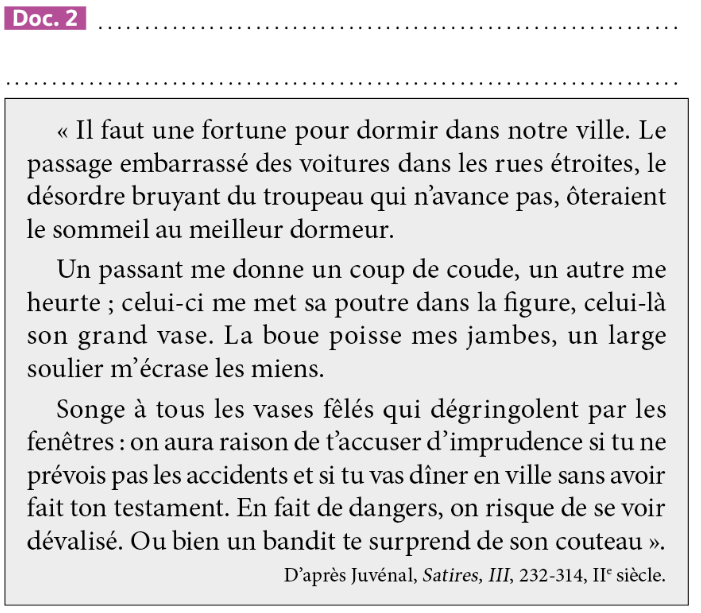 Doc. 2 ................................................................
................................................................
« Il faut une fortune pour dormir dans notre ville. Le
passage embarrassé des voitures dans les rues étroites, le
désordre bruyant du troupeau qui n’avance pas, ôteraient
le sommeil au meilleur dormeur.
Un passant me donne un coup de coude, un autre me
heurte ; celui-ci me met sa poutre dans la figure, celui-là
son grand vase. La boue poisse mes jambes, un large
soulier m’écrase les miens.
Songe à tous les vases fêlés qui dégringolent par les
fenêtres : on aura raison de t’accuser d’imprudence si tu ne
prévois pas les accidents et si tu vas dîner en ville sans avoir
fait ton testament. En fait de dangers, on risque de se voir
dévalisé. Ou bien un bandit te surprend de son couteau ».
D’après Juvénal, Satires, III, 232-314, IIe siècle.